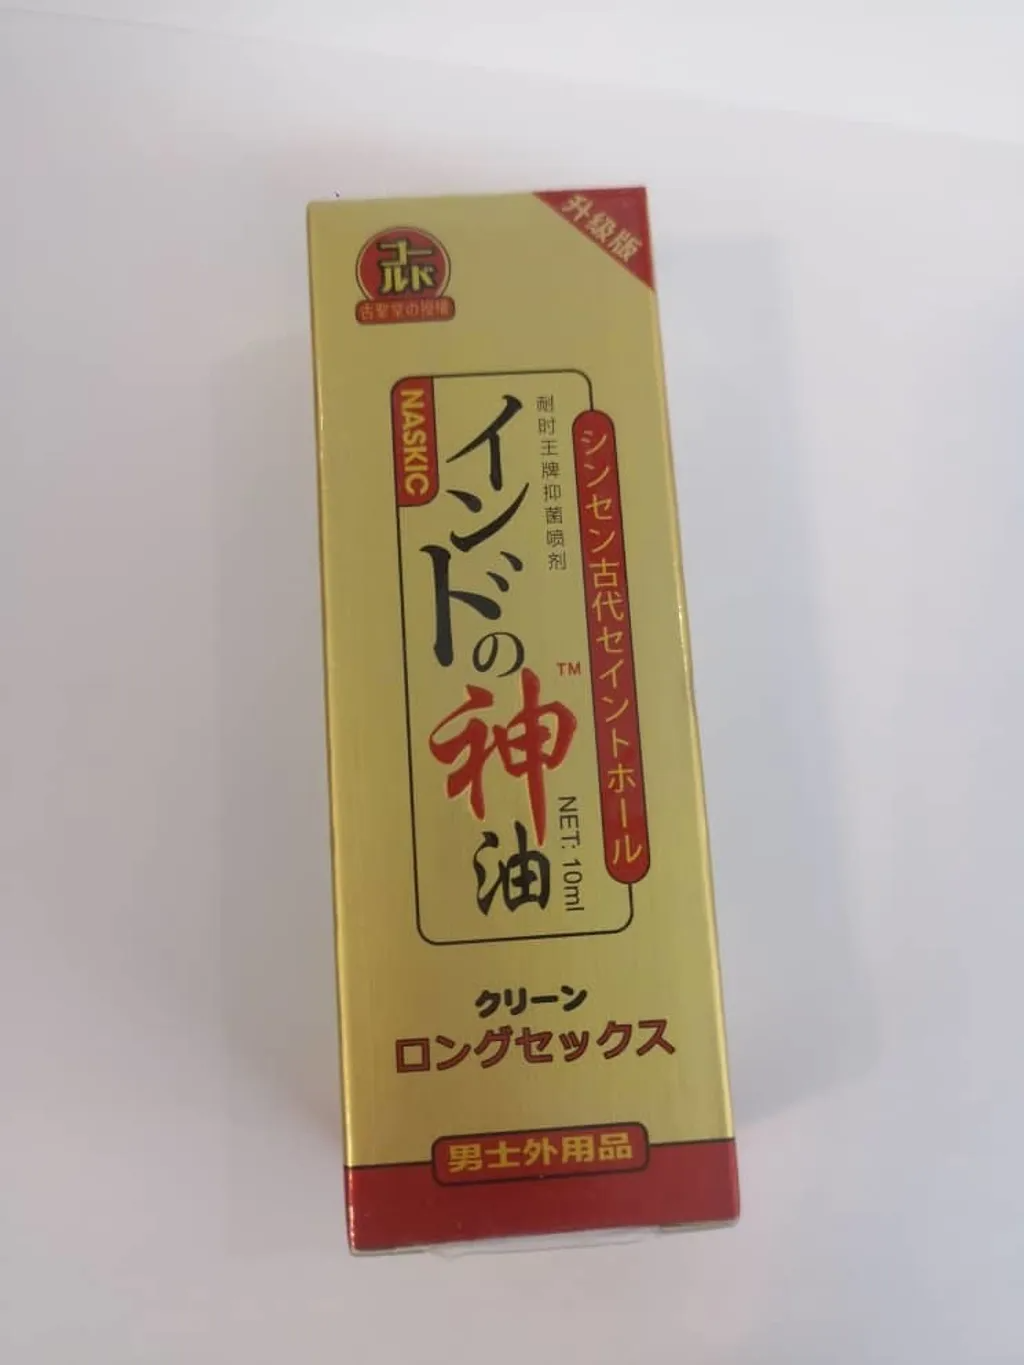 升级版
ゴー
ルド
古聖堂の授権
NASKIC
インドの神油
TM
耐时王牌抑菌喷剂
シンセン古代セイントホール
NET: 10ml
クリーン
ロングセックス
男士外用品